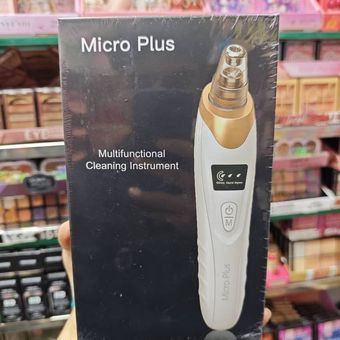 Micro Plus
Multifunctional
Cleaning Instrument
M
Micro Plus